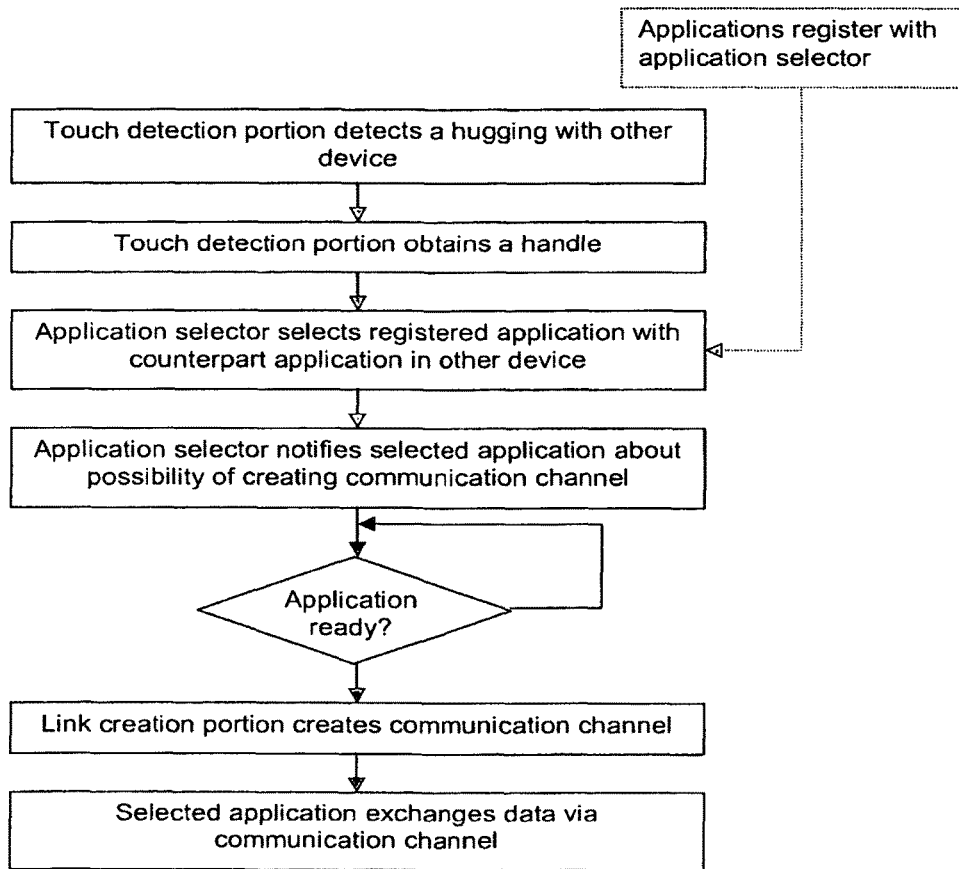 Applications register with
application selector
Touch detection portion detects a hugging with other
device
Touch detection portion obtains a handle
Application selector selects registered application with
counterpart application in other device
Application selector notifies selected application about
possibility of creating communication channel
Application
ready?
Link creation portion creates communication channel
Selected application exchanges data via
communication channel